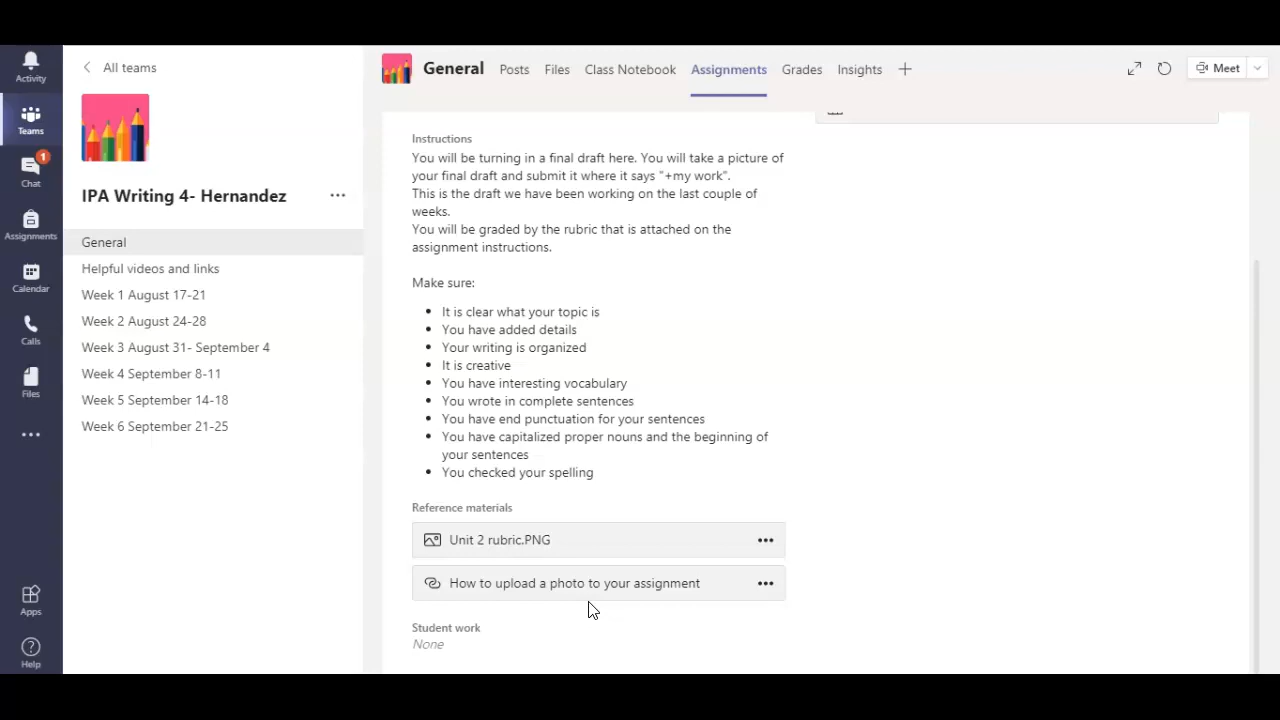 Activity
Teams
1
Chat
Assignments
Calendar
Calls
Files
Apps
Help
All teams
IPA Writing 4- Hernandez
General
Helpful videos and links
Week 1 August 17-21
Week 2 August 24-28
Week 3 August 31- September 4
Week 4 September 8-11
Week 5 September 14-18
Week 6 September 21-25
General Posts Files Class Notebook Assignments Grades Insights
Meet
Instructions
You will be turning in a final draft here. You will take a picture of
your final draft and submit it where it says "+my work".
This is the draft we have been working on the last couple of
weeks.
You will be graded by the rubric that is attached on the
assignment instructions.
Make sure:
• It is clear what your topic is
• You have added details
• Your writing is organized
• It is creative
• You have interesting vocabulary
• You wrote in complete sentences
• You have end punctuation for your sentences
• You have capitalized proper nouns and the beginning of
your sentences
• You checked your spelling
Reference materials
Unit 2 rubric.PNG
How to upload a photo to your assignment
Student work
None